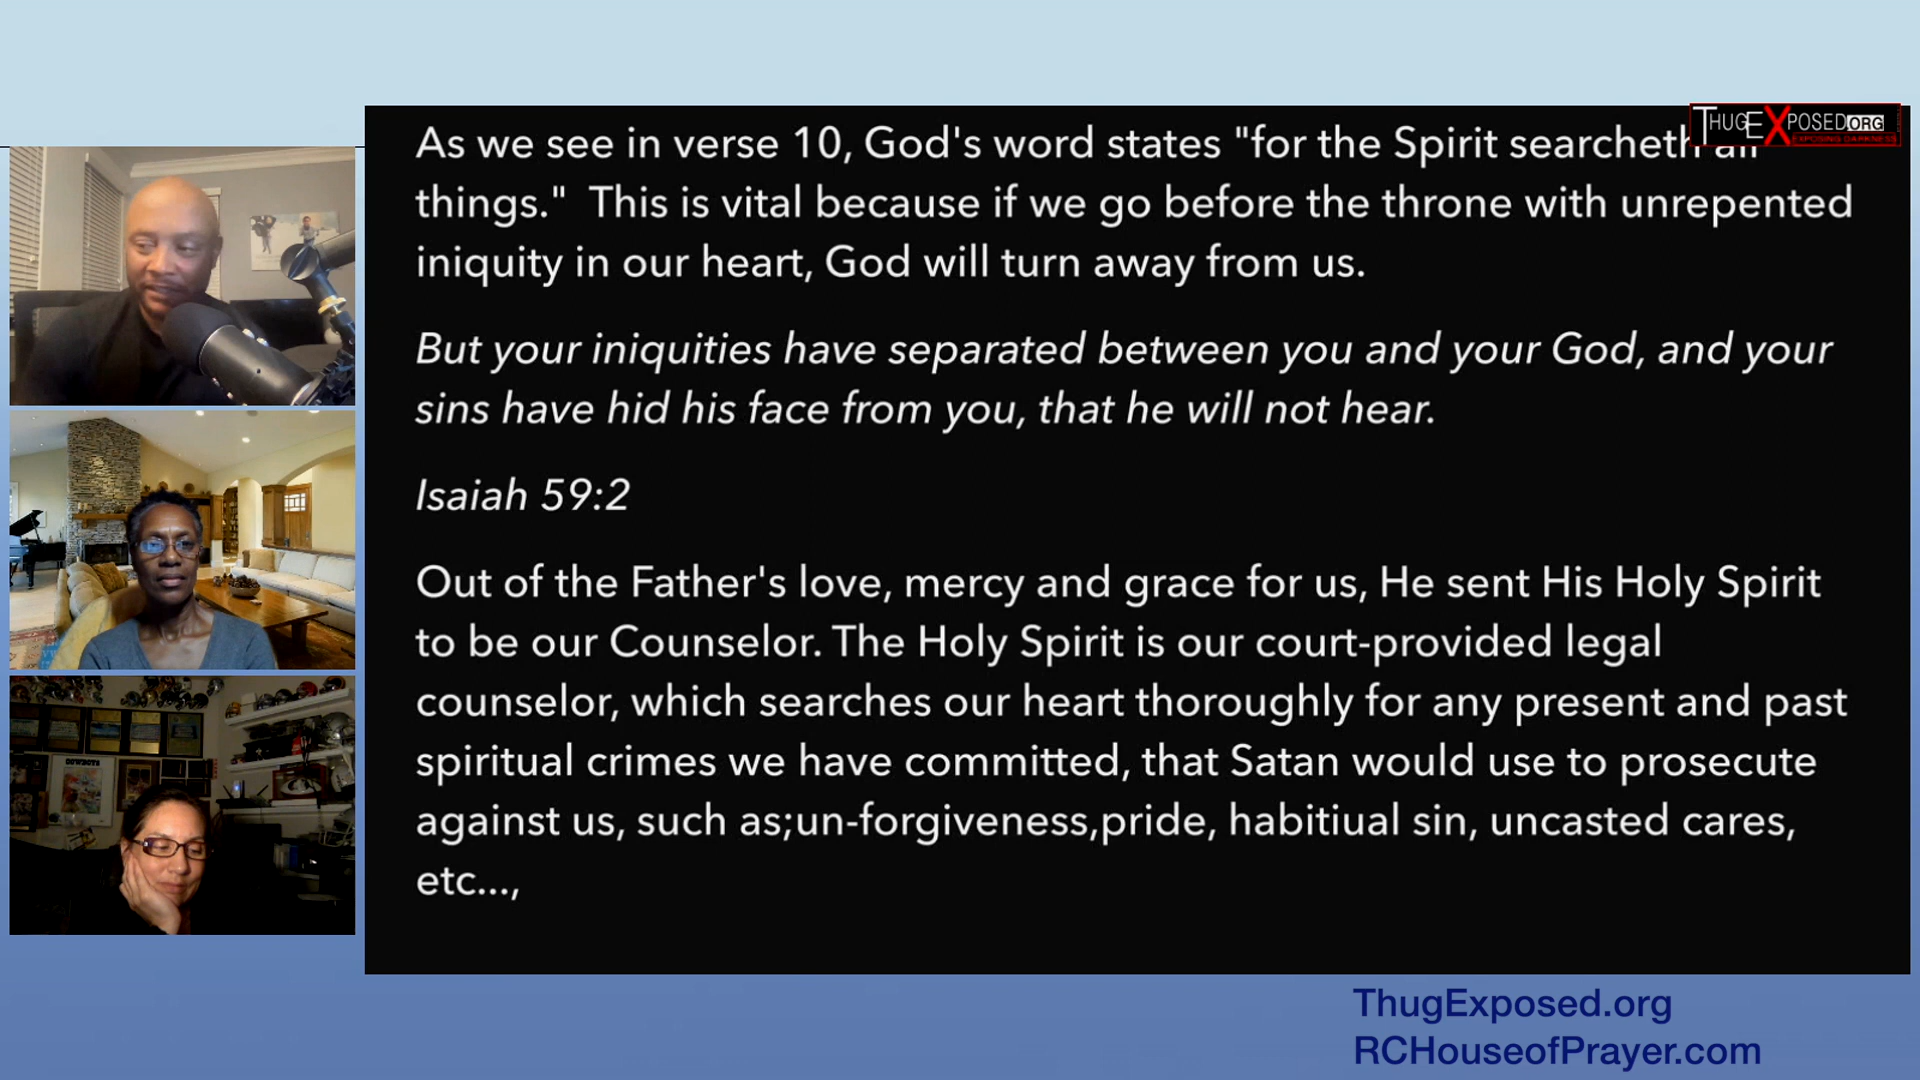 As we see in verse 10, God's word states "for the Spirit searcheth all
things."  This is vital because if we go before the throne with unrepented
iniquity in our heart, God will turn away from us.
But your iniquities have separated between you and your God, and your
sins have hid his face from you, that he will not hear.
Isaiah 59:2
Out of the Father's love, mercy and grace for us, He sent His Holy Spirit
to be our Counselor. The Holy Spirit is our court-provided legal
counselor, which searches our heart thoroughly for any present and past
spiritual crimes we have committed, that Satan would use to prosecute
against us, such as;un-forgiveness,pride, habitiual sin, uncasted cares,
etc...,
THUGEXPOSED.ORG
EXPOSING DARKNESS
COWBOYS
ThugExposed.org
RCHouseofPrayer.com